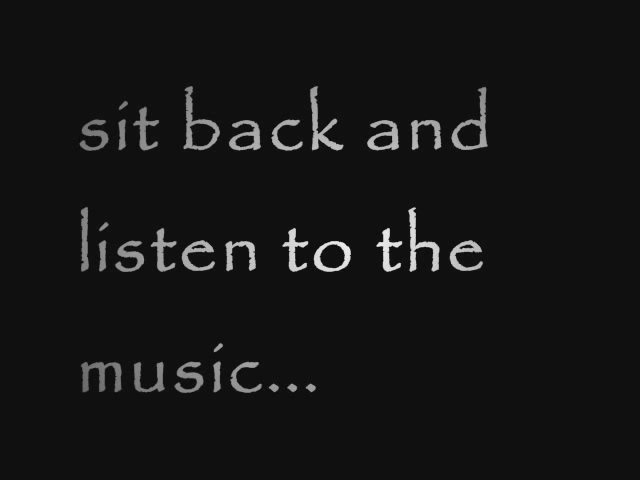 sit back and
listen to the
music...